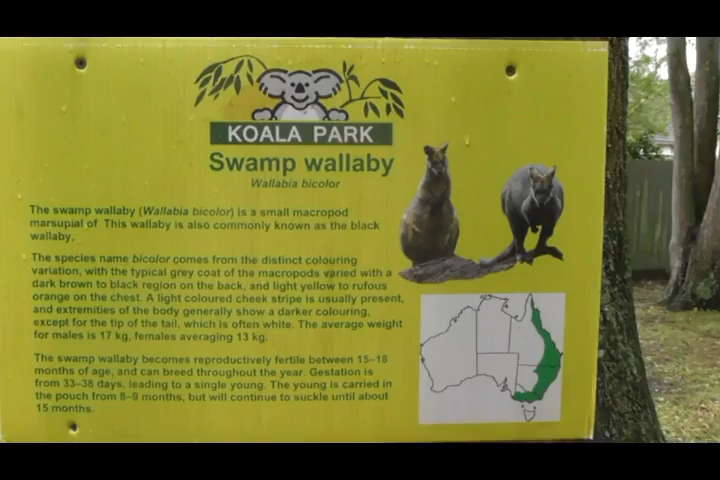 KOALA PARK
Swamp wallaby
Wallabia bicolor
The swamp wallaby (Wallabia bicolor) is a small macropod
marsupial of This wallaby is also commonly known as the black
wallaby,
The species name bicolor comes from the distinct colouring
variation, with the typical grey coat of the macropods varied with a
dark brown to black region on the back, and light yellow to rufous
orange on the chest. A light coloured cheek stripe is usually present,
and extremities of the body generally show a darker colouring,
except for the tip of the tail, which is often white. The average weight
for males is 17 kg, females averaging 13 kg.
The swamp wallaby becomes reproductively fertile between 15–18
months of age, and can breed throughout the year. Gestation is
from 33–38 days, leading to a single young. The young is carried in
the pouch from 8–9 months, but will continue to suckle until about
15 months.